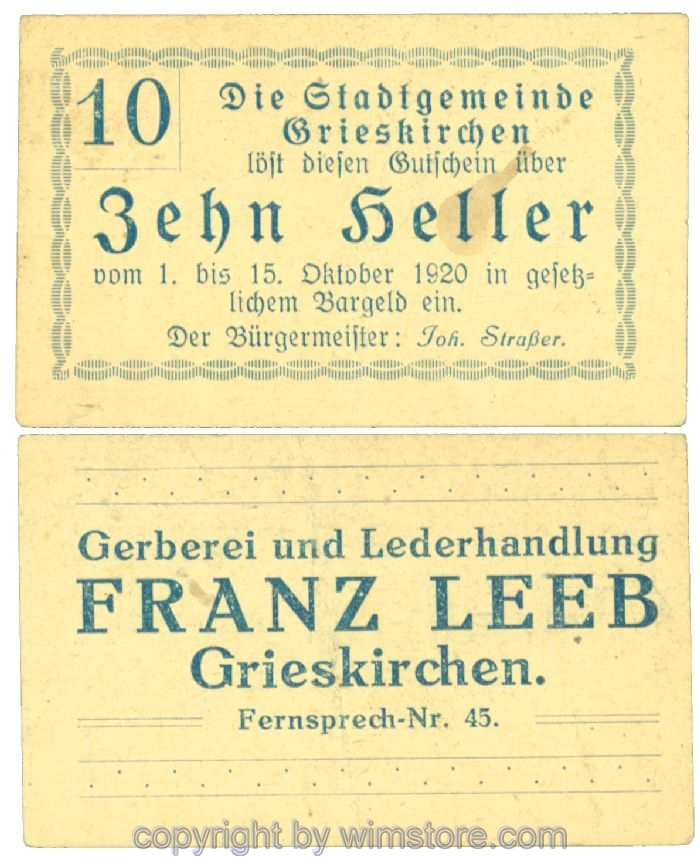 10
Die Stadtgemeinde
Grieskirchen
löst diesen Gutschein über
Zehn Heller
vom 1. bis 15. Oktober 1920 in gesetz-
lichem Bargeld ein.
Der Bürgermeister: Joh. Straßer.
Gerberei und Lederhandlung
FRANZ LEEB
Grieskirchen.
Fernsprech-Nr. 45.
copyright by wimstore.com